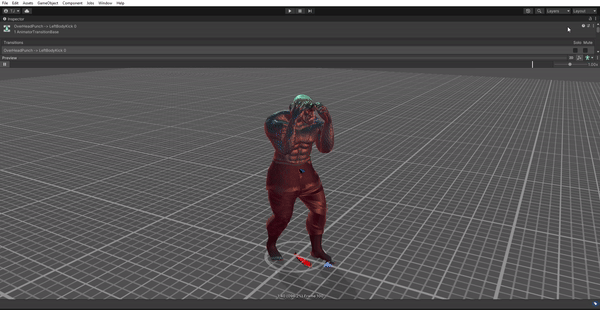 File Edit Assets GameObject Component Jobs Window Help
Layers Layout
Inspector
OverHeadPunch -> LeftBodyKick 0
1 AnimatorTransitionBase
Transitions Solo Mute
OverHeadPunch -> LeftBodyKick 0
Preview
1.00x